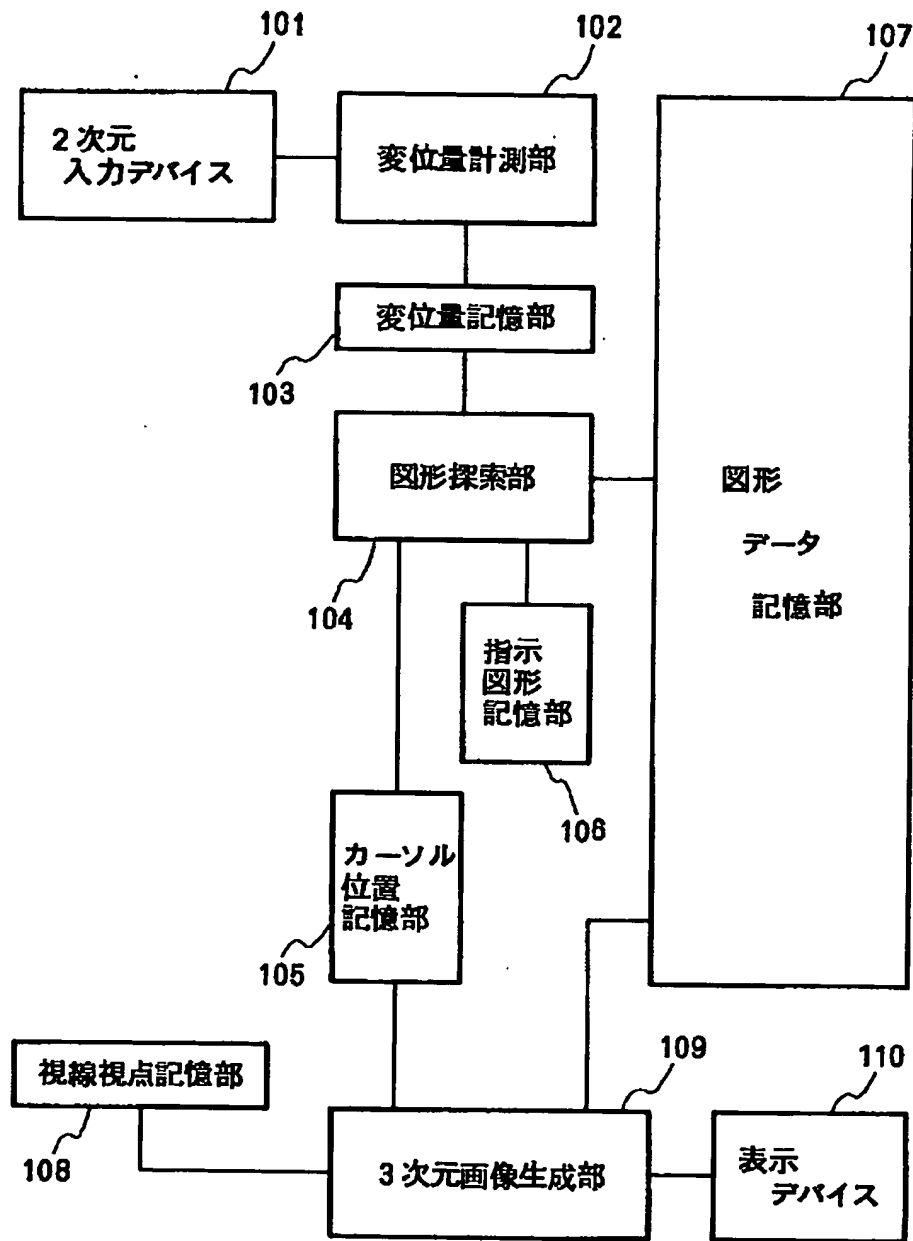 101
102
107
2次元
入力デバイス
変位量計測部
変位量記憶部
103
図形探索部
104
図形
データ
記憶部
指示
図形
記憶部
106
カーソル
位置
記憶部
105
視線視点記憶部
108
109
110
3次元画像生成部
表示
デバイス